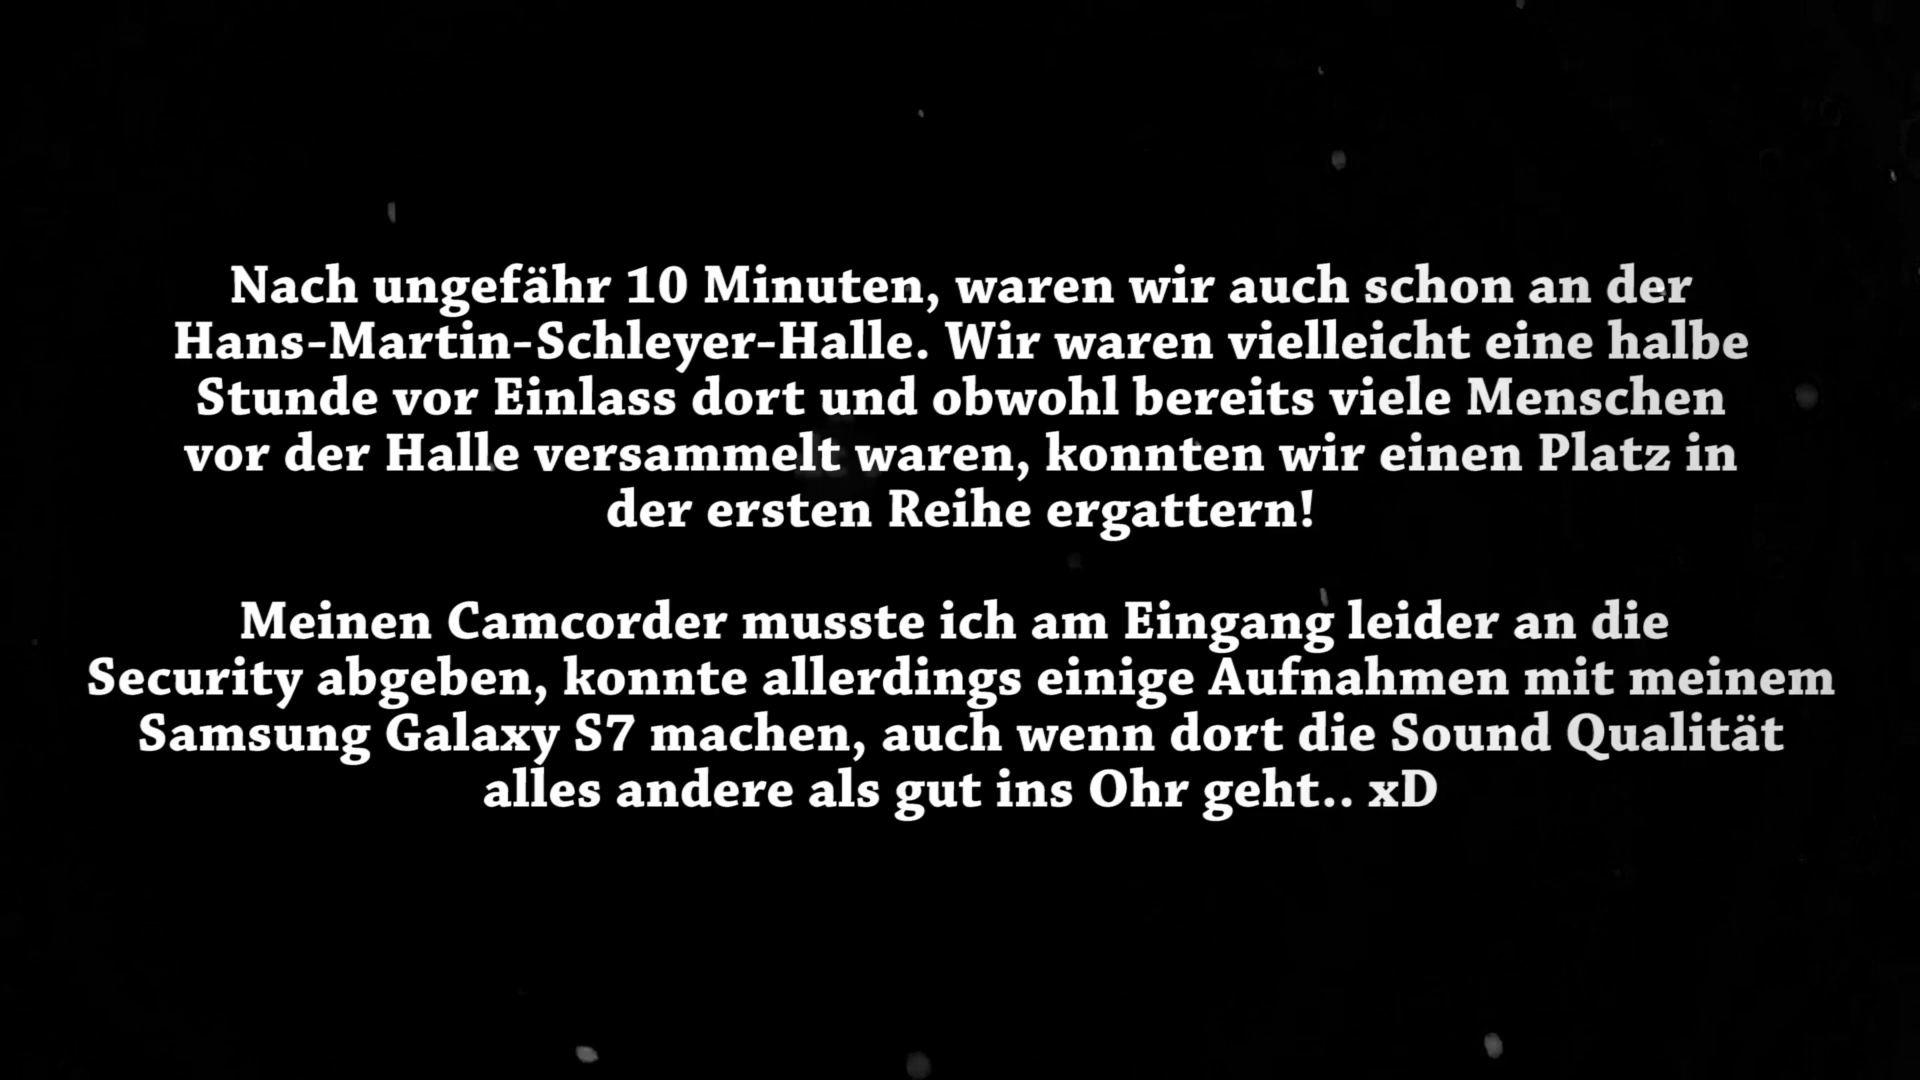 Nach ungefähr 10 Minuten, waren wir auch schon an der
Hans-Martin-Schleyer-Halle. Wir waren vielleicht eine halbe
Stunde vor Einlass dort und obwohl bereits viele Menschen
vor der Halle versammelt waren, konnten wir einen Platz in
der ersten Reihe ergattern!
Meinen Camcorder musste ich am Eingang leider an die
Security abgeben, konnte allerdings einige Aufnahmen mit meinem
Samsung Galaxy S7 machen, auch wenn dort die Sound Qualität
alles andere als gut ins Ohr geht.. xD